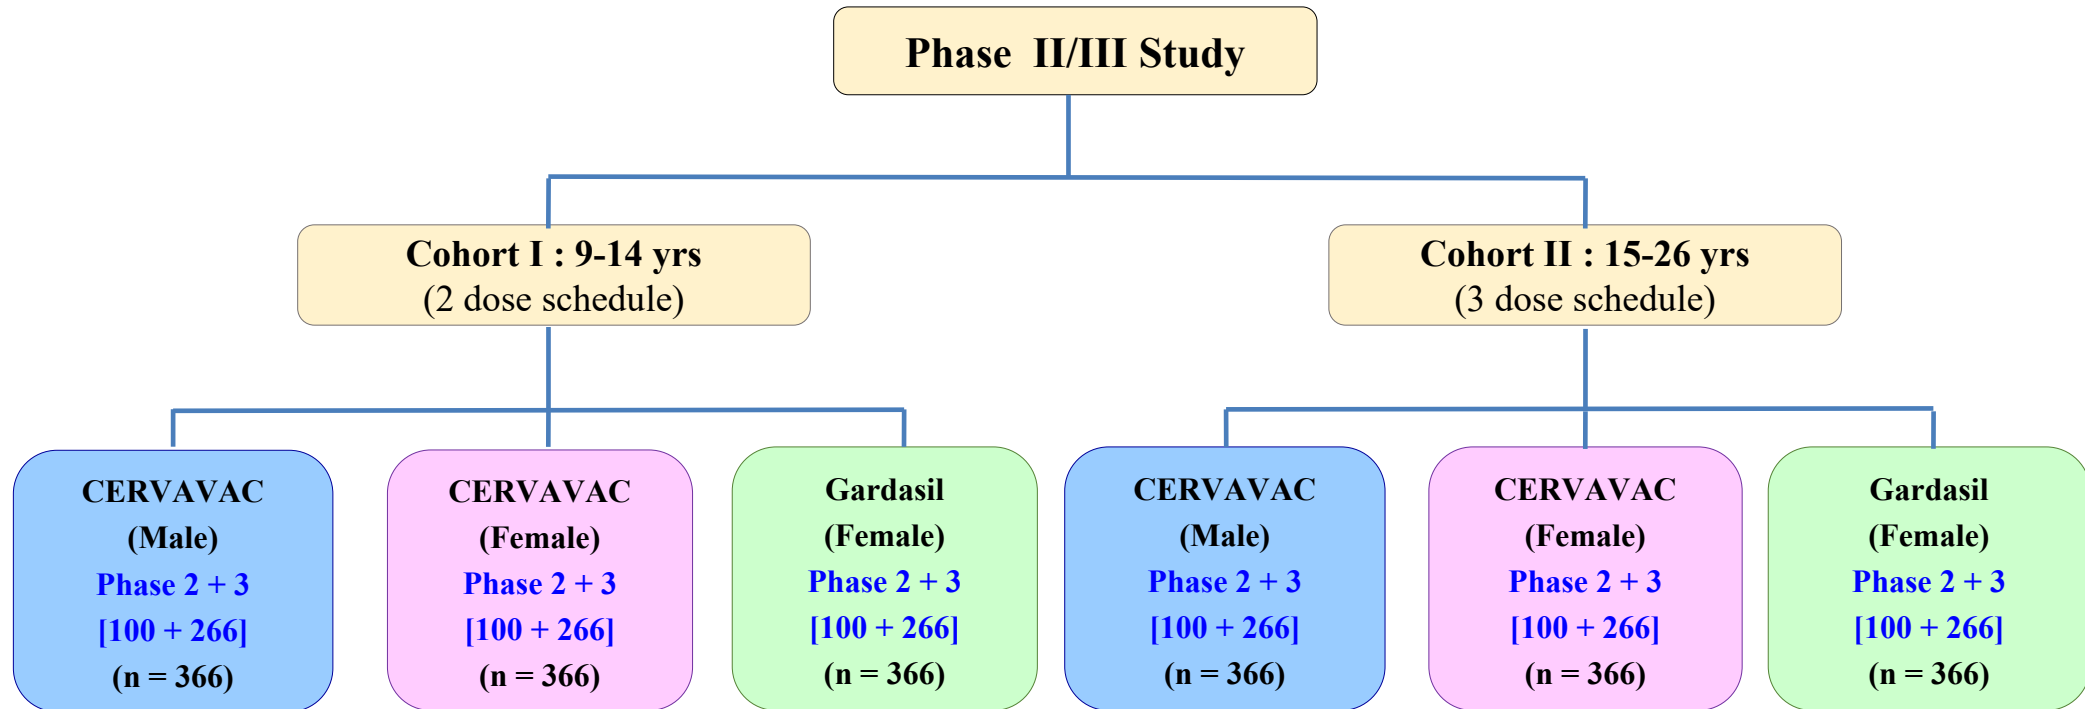 Phase II/III Study
Cohort I : 9-14 yrs
(2 dose schedule)
Cohort II : 15-26 yrs
(3 dose schedule)
CERVAVAC
(Male)
Phase 2 + 3
[100 + 266]
(n = 366)
CERVAVAC
(Female)
Phase 2 + 3
[100 + 266]
(n = 366)
Gardasil
(Female)
Phase 2 + 3
[100 + 266]
(n = 366)
CERVAVAC
(Male)
Phase 2 + 3
[100 + 266]
(n = 366)
CERVAVAC
(Female)
Phase 2 + 3
[100 + 266]
(n = 366)
Gardasil
(Female)
Phase 2 + 3
[100 + 266]
(n = 366)